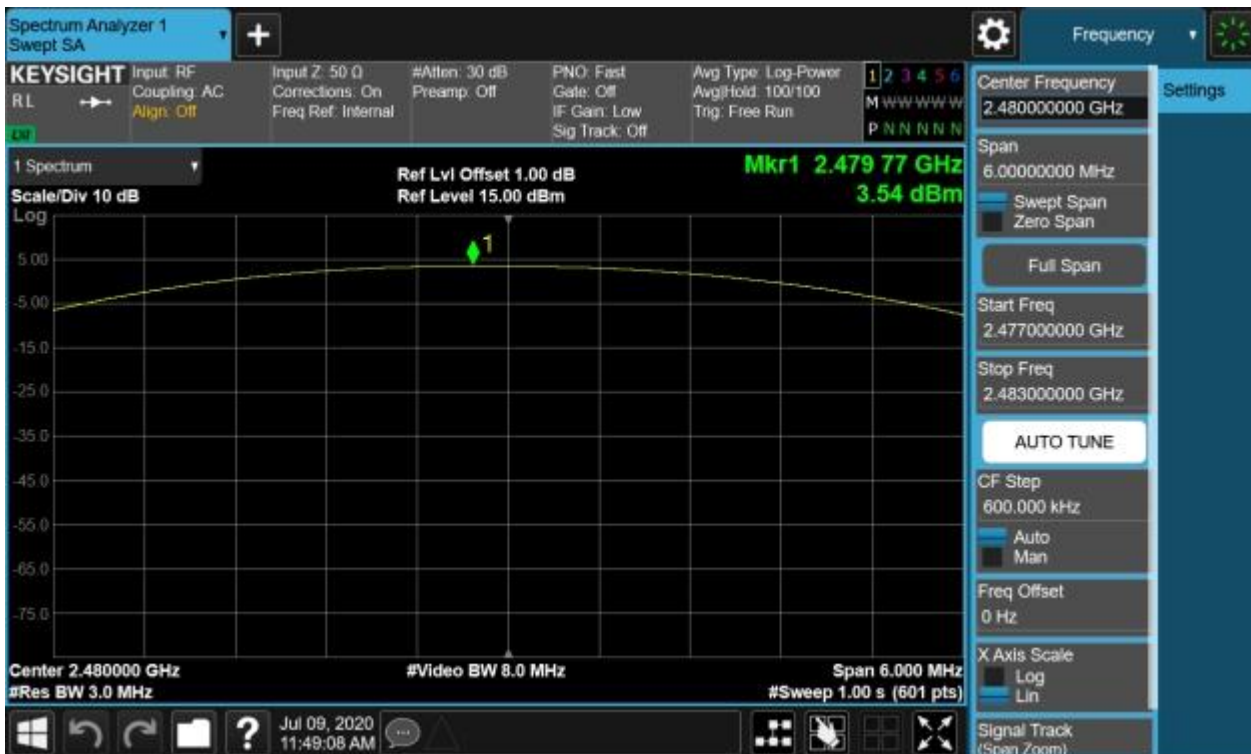 Spectrum Analyzer 1
Swept SA
+
Frequency
KEYSIGHT
RL
Input: RF
Coupling: AC
Align: Off
Input Z: 50 Ω
Corrections: On
Freq Ref: Internal
#Atten: 30 dB
Preamp: Off
PNO: Fast
Gate: Off
IF Gain: Low
Sig Track: Off
Avg Type: Log-Power
Avg|Hold: 100/100
Trig: Free Run
1 2 3 4 5 6
M W W W W W
P N N N N N
1 Spectrum
Scale/Div 10 dB
Log
Ref Lvl Offset 1.00 dB
Ref Level 15.00 dBm
Mkr1 2.479 77 GHz
3.54 dBm
1
5.00
-5.00
-15.0
-25.0
-35.0
-45.0
-55.0
-65.0
-75.0
Center 2.480000 GHz
#Res BW 3.0 MHz
#Video BW 8.0 MHz
Span 6.000 MHz
#Sweep 1.00 s (601 pts)
Center Frequency
2.480000000 GHz
Settings
Span
6.00000000 MHz
Swept Span
Zero Span
Full Span
Start Freq
2.477000000 GHz
Stop Freq
2.483000000 GHz
AUTO TUNE
CF Step
600.000 kHz
Auto
Man
Freq Offset
0 Hz
X Axis Scale
Log
Lin
Signal Track
(Span Zoom)
?
Jul 09, 2020
11:49:08 AM